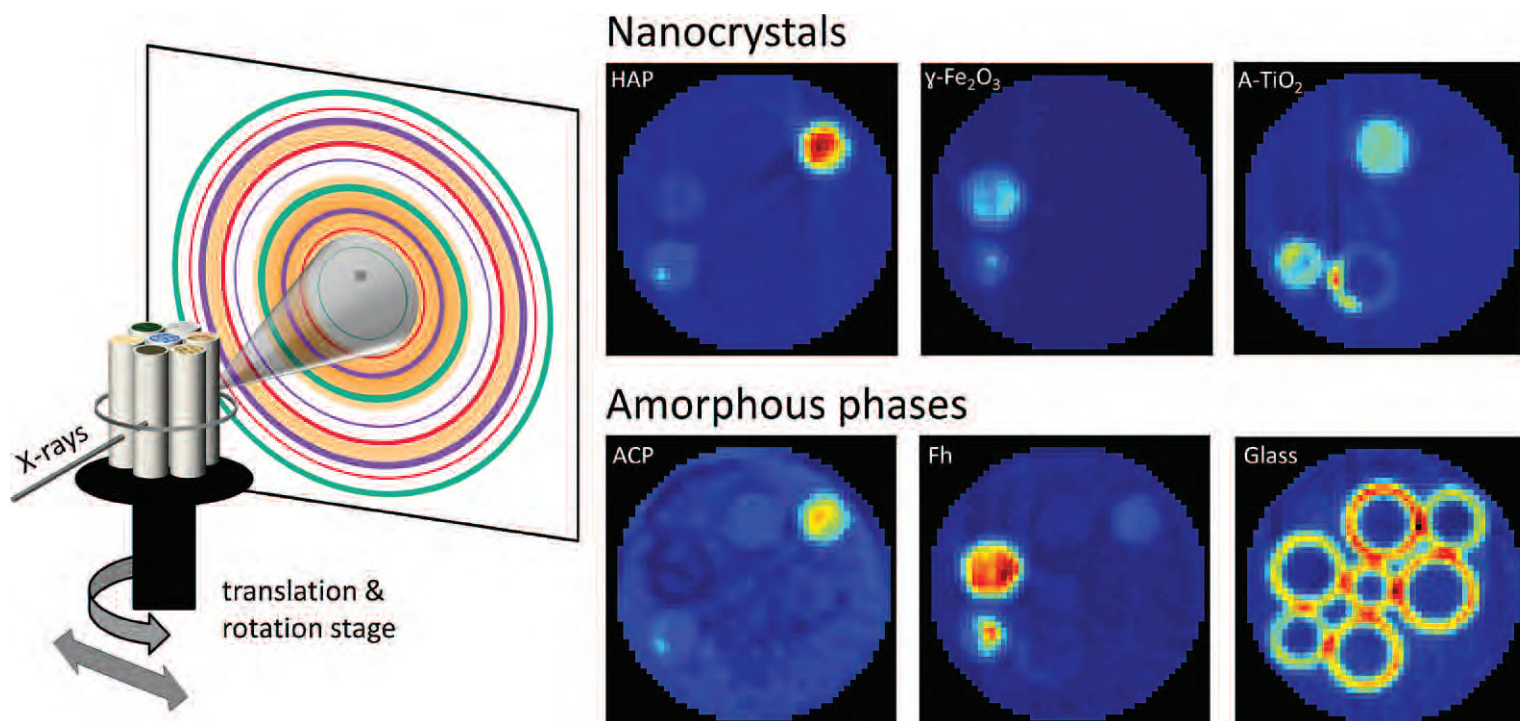 Nanocrystals
HAP
γ-Fe₂O₃
A-TiO₂
X-rays
translation &
rotation stage
Amorphous phases
ACP
Fh
Glass